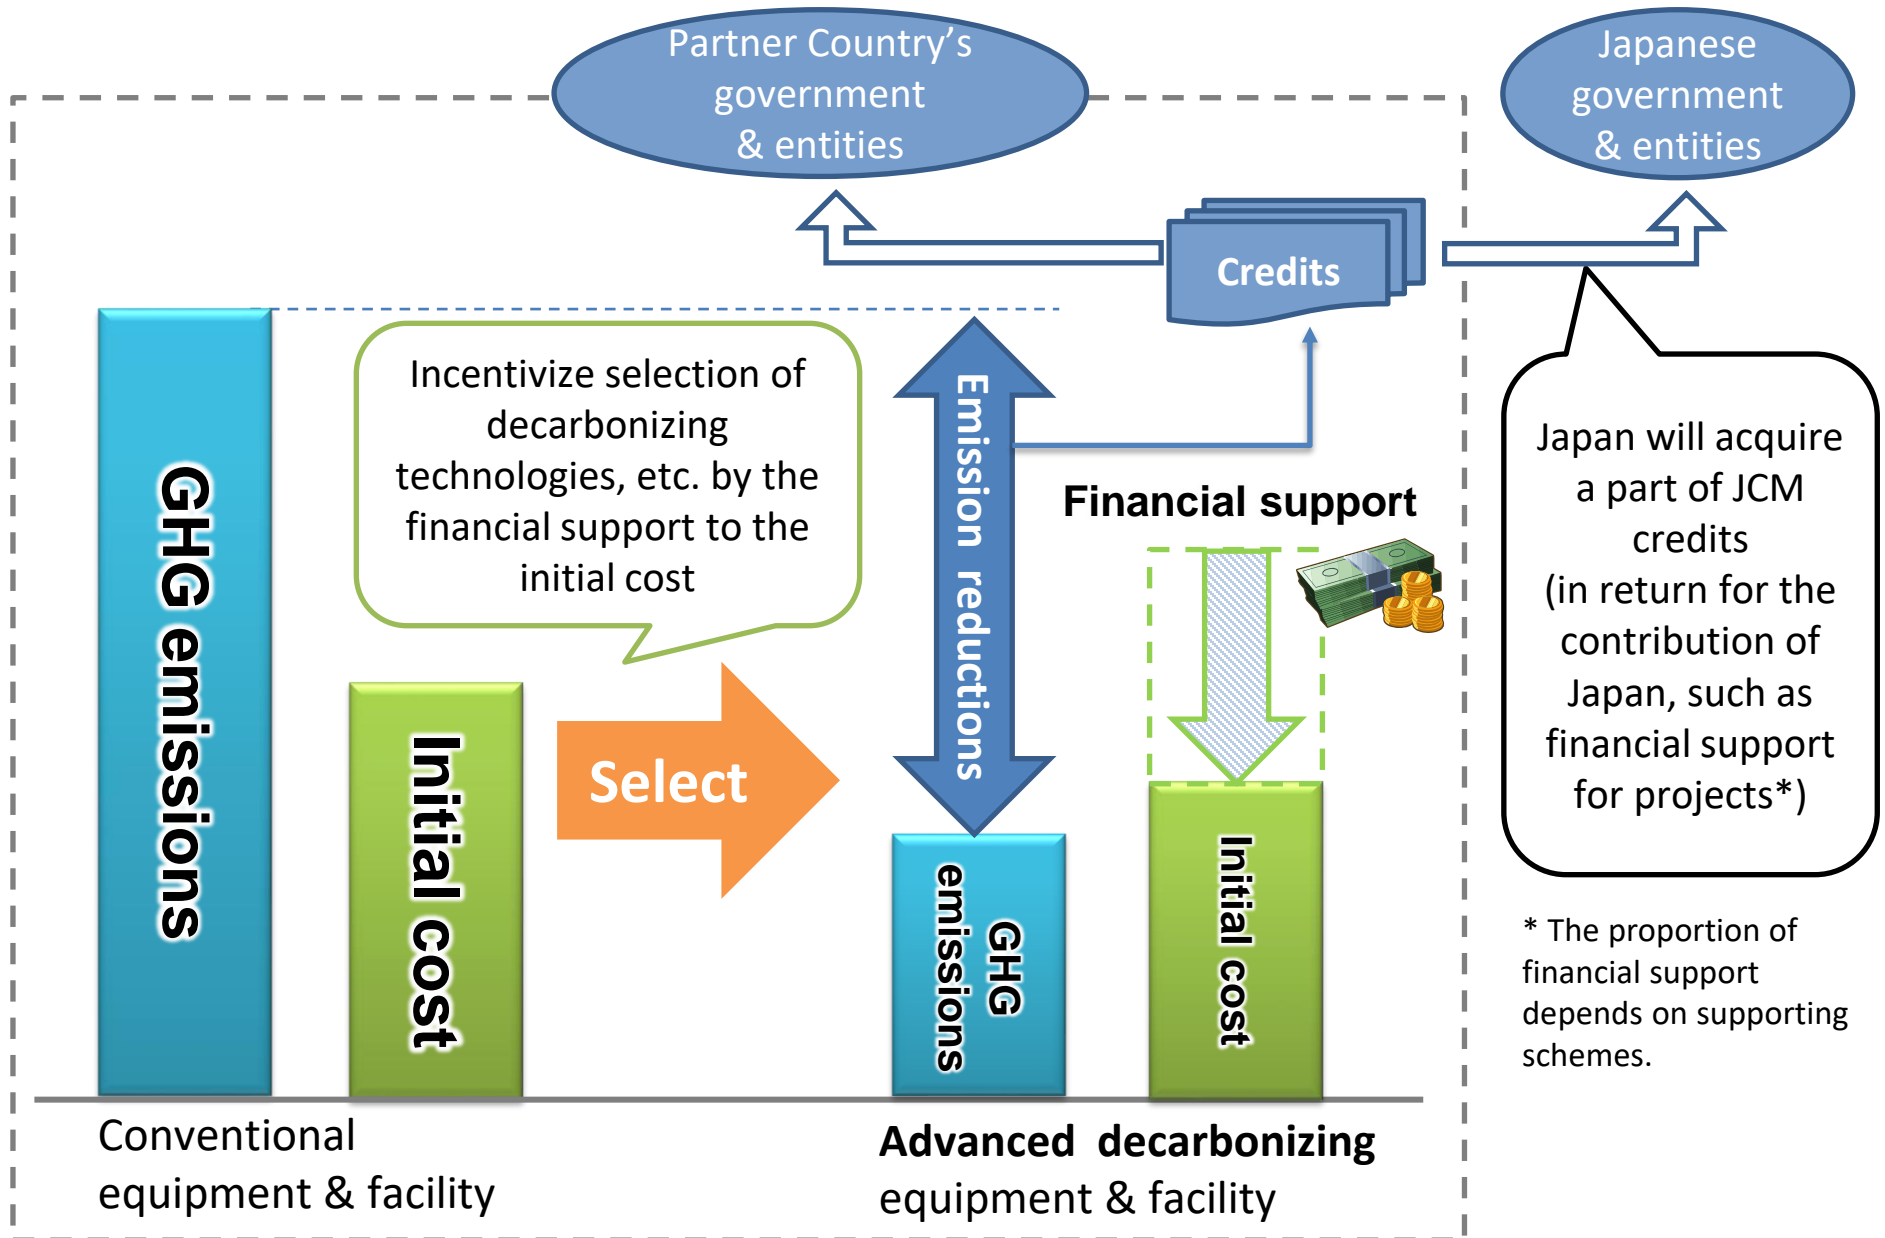 Partner Country's
government
& entities
Japanese
government
& entities
Credits
Incentivize selection of
decarbonizing
technologies, etc. by the
financial support to the
initial cost
GHG emissions
Initial cost
Select
Emission reductions
Financial support
GHG
emissions
Initial cost
Japan will acquire
a part of JCM
credits
(in return for the
contribution of
Japan, such as
financial support
for projects*)
* The proportion of
financial support
depends on supporting
schemes.
Conventional
equipment & facility
Advanced decarbonizing
equipment & facility